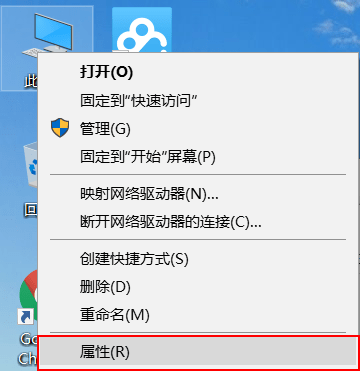 此
打开(O)
固定到"快速访问"
管理(G)
固定到"开始"屏幕(P)
回
映射网络驱动器(N)...
断开网络驱动器的连接(C)...
创建快捷方式(S)
删除(D)
重命名(M)
Go
Ch
属性(R)